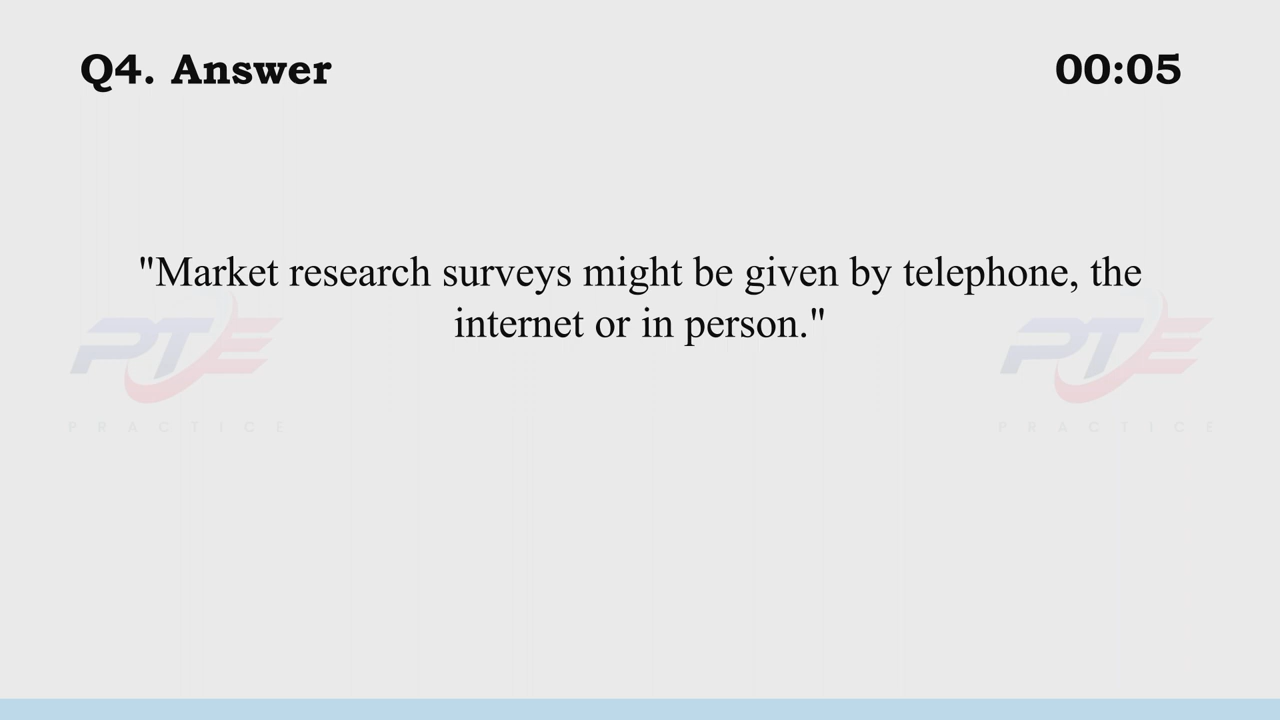 Q4. Answer
00:05
"Market research surveys might be given by telephone, the
internet or in person."
PTE
PRACTICE
PTE
PRACTICE